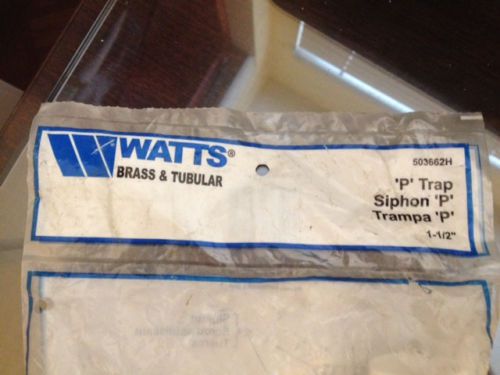 WATTS®
BRASS & TUBULAR
503662H
'P' Trap
Siphon 'P'
Trampa 'P'
1-1/2"